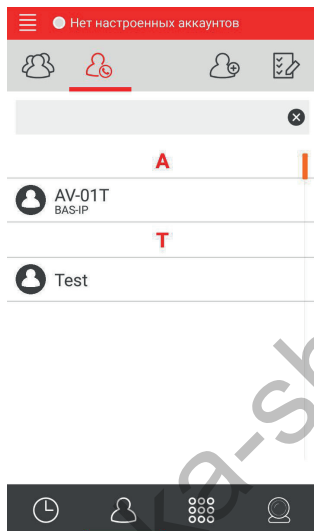 Нет настроенных аккаунтов
A
AV-01T
BAS-IP
T
Test